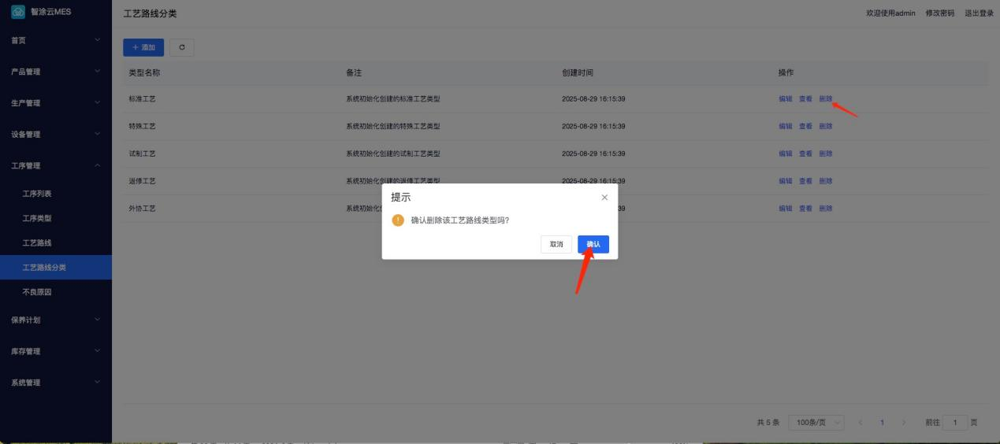 智涂云MES
工艺路线分类
欢迎使用admin 修改密码 退出登录
首页
产品管理
生产管理
设备管理
工序管理
工序列表
工序类型
工艺路线
工艺路线分类
不良原因
保养计划
库存管理
系统管理
+ 添加
类型名称 备注 创建时间 操作
标准工艺 系统初始化创建的标准工艺类型 2025-08-29 16:15:39 编辑 查看 删除
特殊工艺 系统初始化创建的特殊工艺类型 2025-08-29 16:15:39 编辑 查看 删除
试制工艺 系统初始化创建的试制工艺类型 2025-08-29 16:15:39 编辑 查看 删除
返修工艺 系统初始化创建的返修工艺类型 2025-08-29 16:15:39 编辑 查看 删除
外协工艺 系统初始化 39 编辑 查看 删除
提示
确认删除该工艺路线类型吗?
取消 确认
共 5 条 100条/页 1 前往 1 页